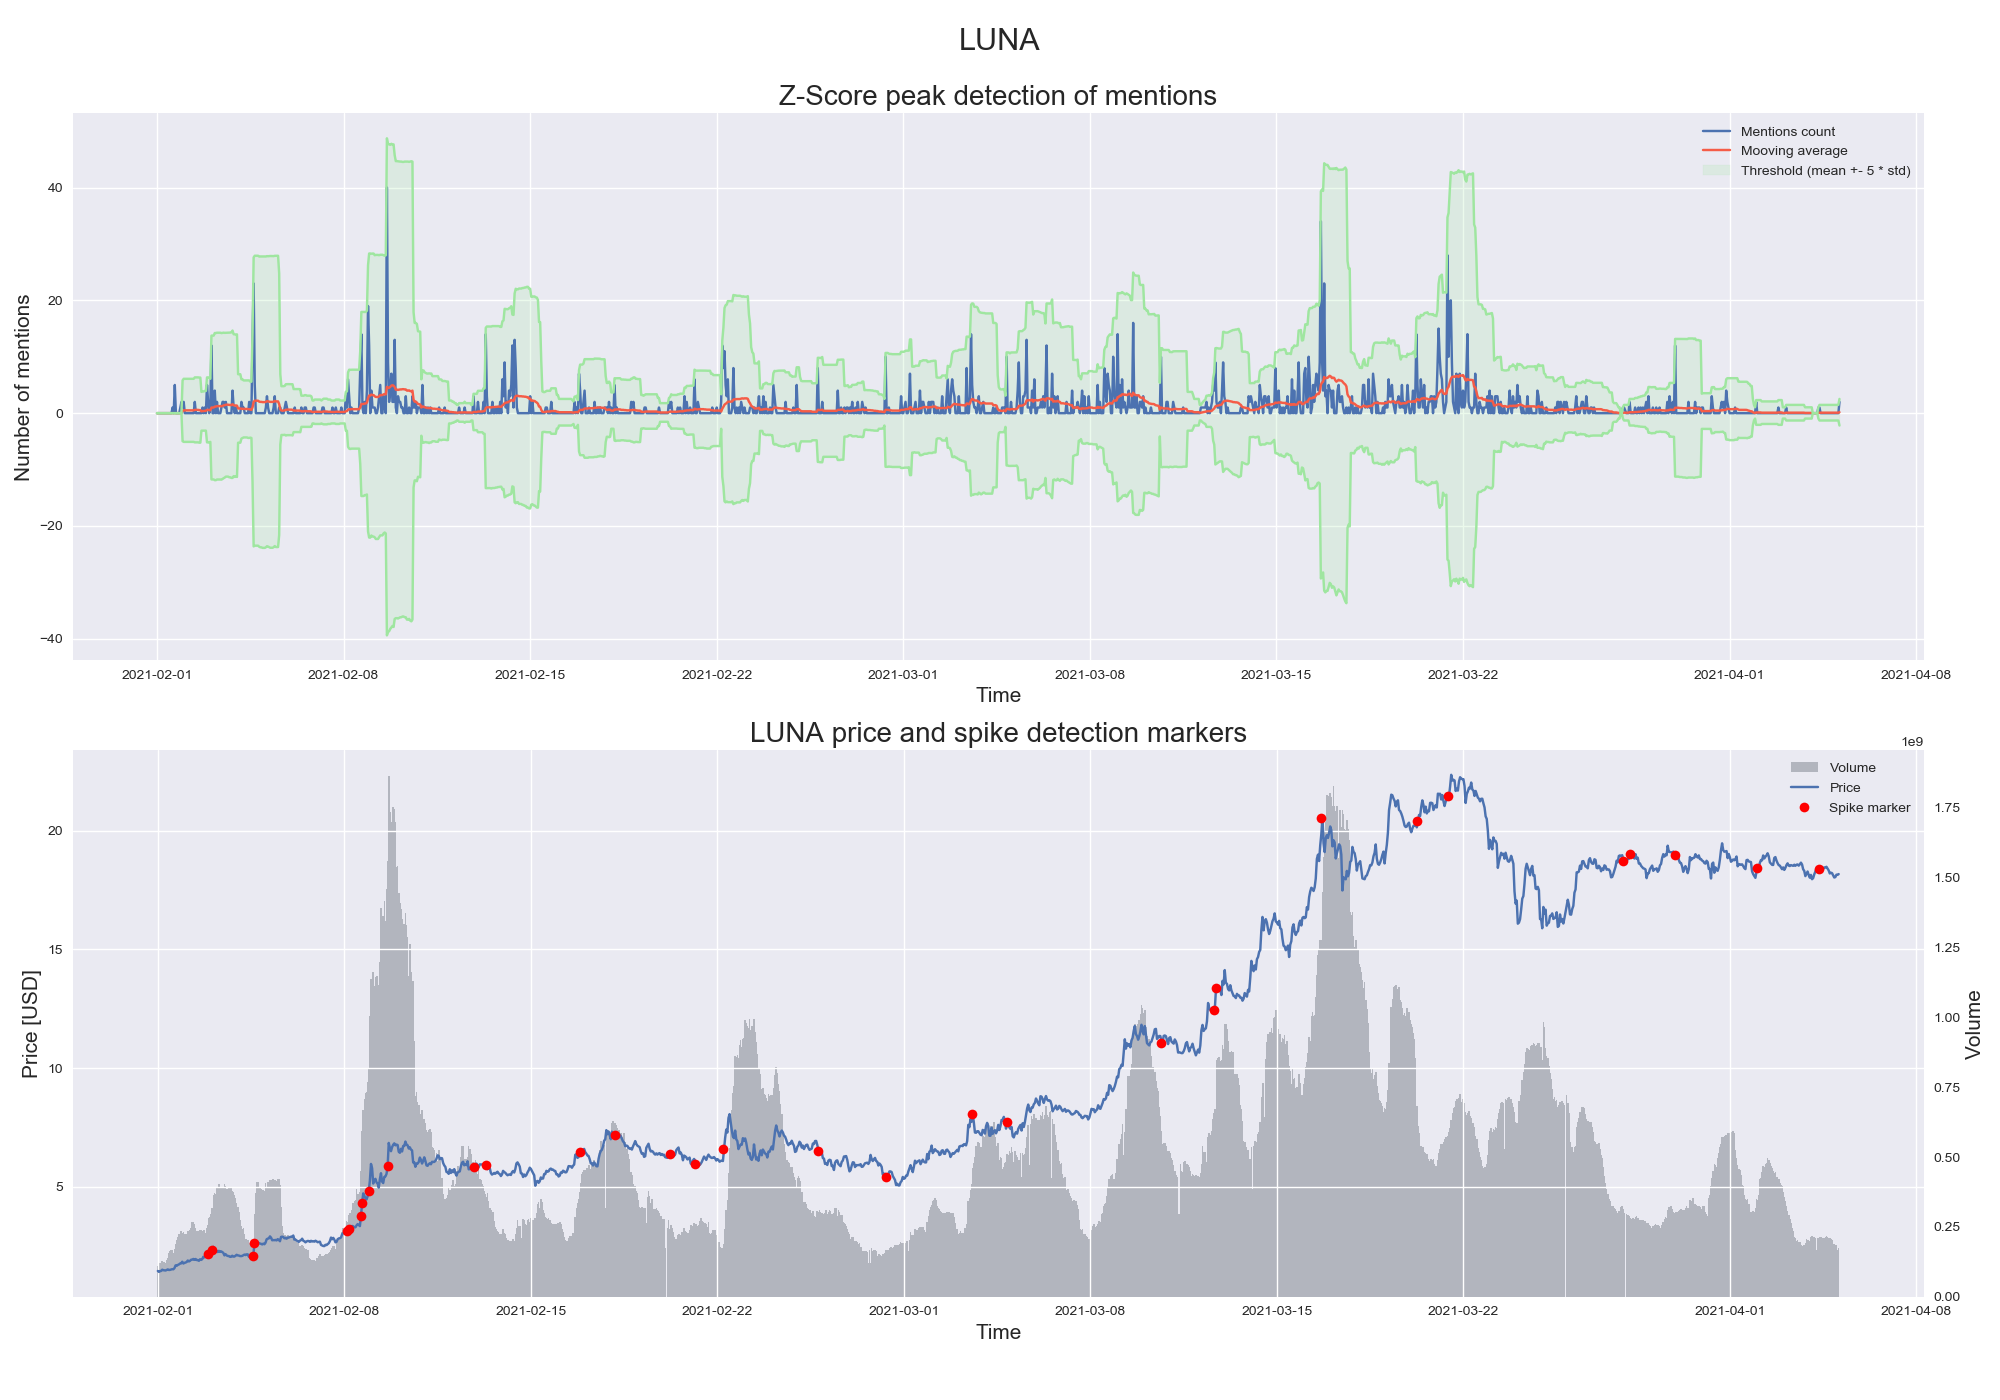 LUNA
Z-Score peak detection of mentions
Mentions count
Mooving average
Threshold (mean +- 5 * std)
Number of mentions
40
20
0
−20
−40
2021-02-01 2021-02-08 2021-02-15 2021-02-22 2021-03-01 2021-03-08 2021-03-15 2021-03-22 2021-04-01 2021-04-08
Time
LUNA price and spike detection markers
1e9
Volume
Price
Spike marker
Price [USD]
20
15
10
5
1.75
1.50
1.25
1.00
0.75
0.50
0.25
0.00
Volume
2021-02-01 2021-02-08 2021-02-15 2021-02-22 2021-03-01 2021-03-08 2021-03-15 2021-03-22 2021-04-01 2021-04-08
Time